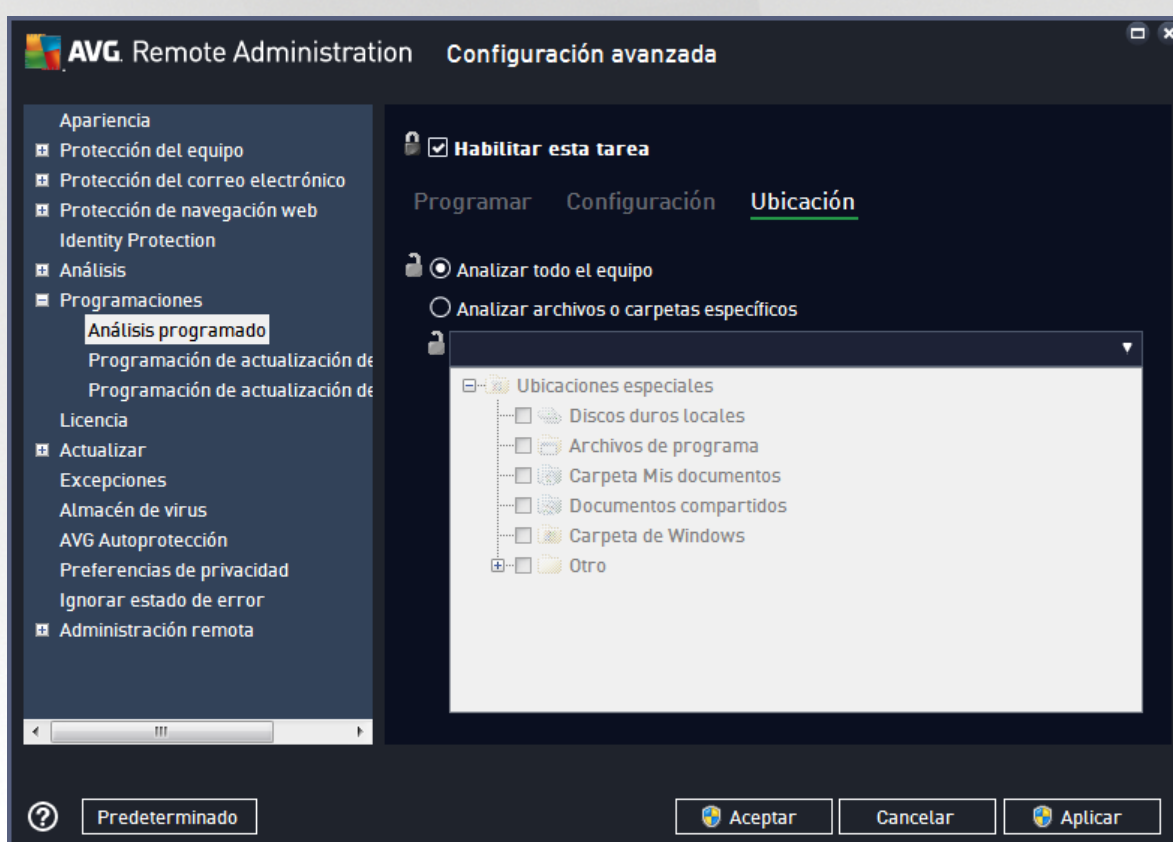 AVG. Remote Administration Configuración avanzada
Apariencia
Protección del equipo
Protección del correo electrónico
Protección de navegación web
Identity Protection
Análisis
Programaciones
Análisis programado
Programación de actualización de
Programación de actualización de
Licencia
Actualizar
Excepciones
Almacén de virus
AVG Autoprotección
Preferencias de privacidad
Ignorar estado de error
Administración remota
Habilitar esta tarea
Programar Configuración Ubicación
Analizar todo el equipo
Analizar archivos o carpetas específicos
Ubicaciones especiales
Discos duros locales
Archivos de programa
Carpeta Mis documentos
Documentos compartidos
Carpeta de Windows
Otro
Predeterminado Aceptar Cancelar Aplicar